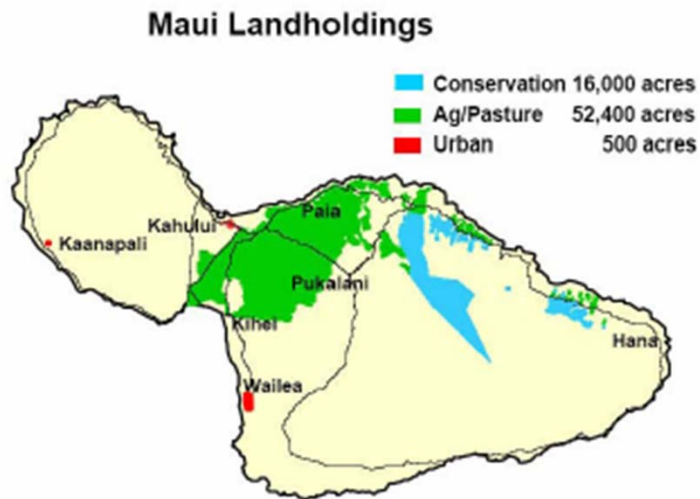 Maui Landholdings
Conservation 16,000 acres
Ag/Pasture 52,400 acres
Urban 500 acres
Paia
Kahului
Kaanapali
Pukalani
Kihei
Hana
Wailea